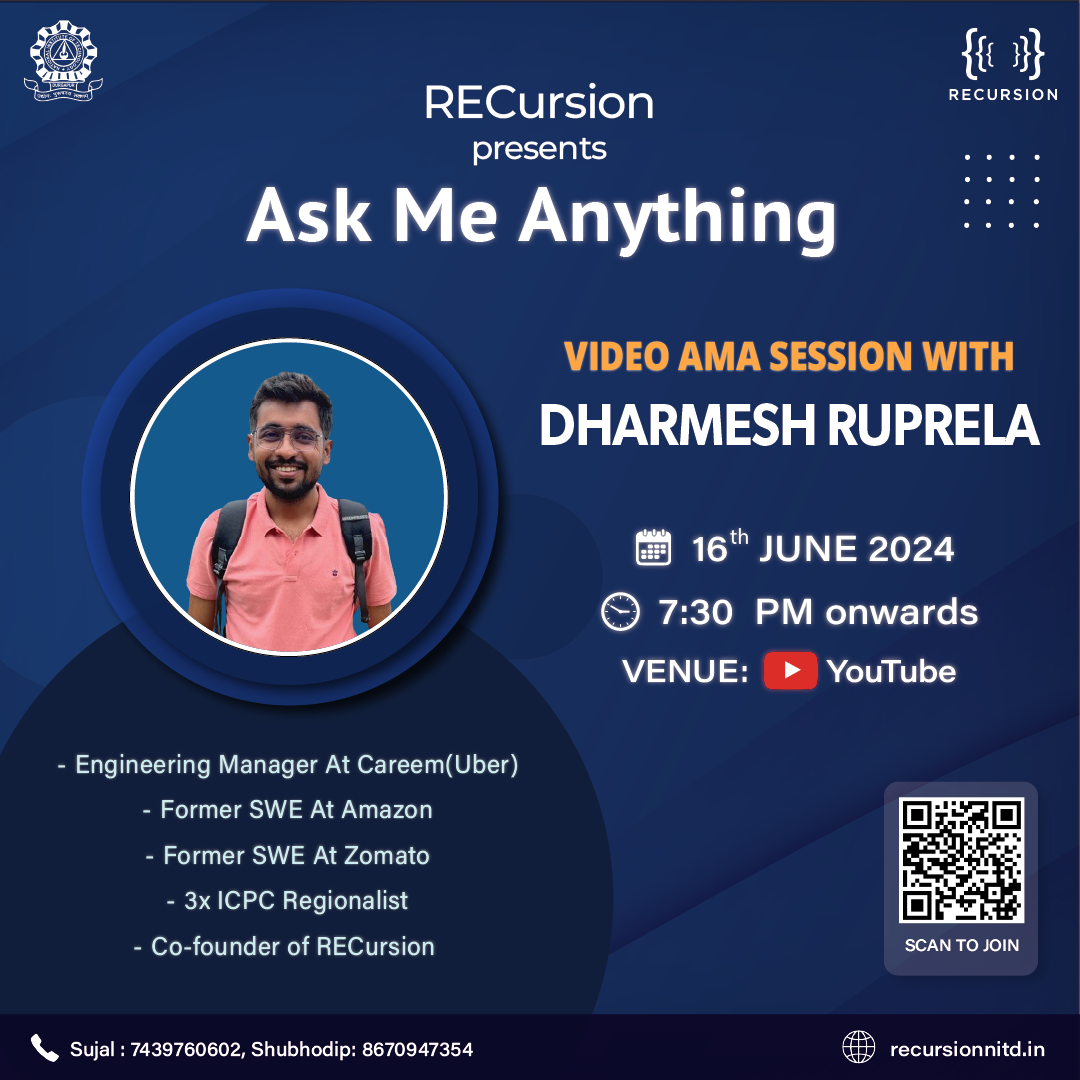 RECURSION
RECursion
presents
Ask Me Anything
VIDEO AMA SESSION WITH
DHARMESH RUPRELA
16th JUNE 2024
7:30 PM onwards
VENUE: YouTube
- Engineering Manager At Careem(Uber)
- Former SWE At Amazon
- Former SWE At Zomato
- 3x ICPC Regionalist
- Co-founder of RECursion
SCAN TO JOIN
Sujal : 7439760602, Shubhodip: 8670947354
recursionnitd.in